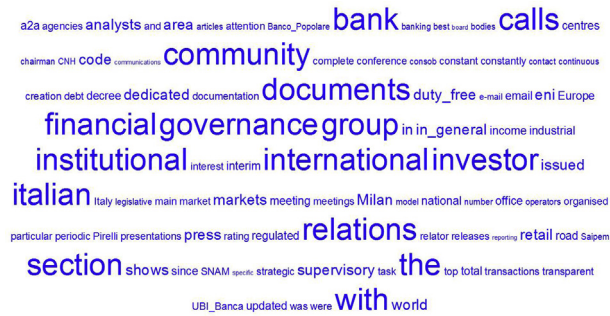 a2a agencies analysts and area articles attention Banco_Popolare bank banking best board bodies calls centres
chairman CNH code communications community complete conference consob constant constantly contact continuous
creation debt decree dedicated documentation documents duty_free e-mail email eni Europe
financial governance group in in_general income industrial
institutional interest interim international investor issued
italian Italy legislative main market markets meeting meetings Milan model national number office operators organised
particular periodic Pirelli presentations press rating regulated relations relator releases reporting retail road Saipem
section shows since SNAM specific strategic supervisory task the top total transactions transparent
UBI_Banca updated was were with world